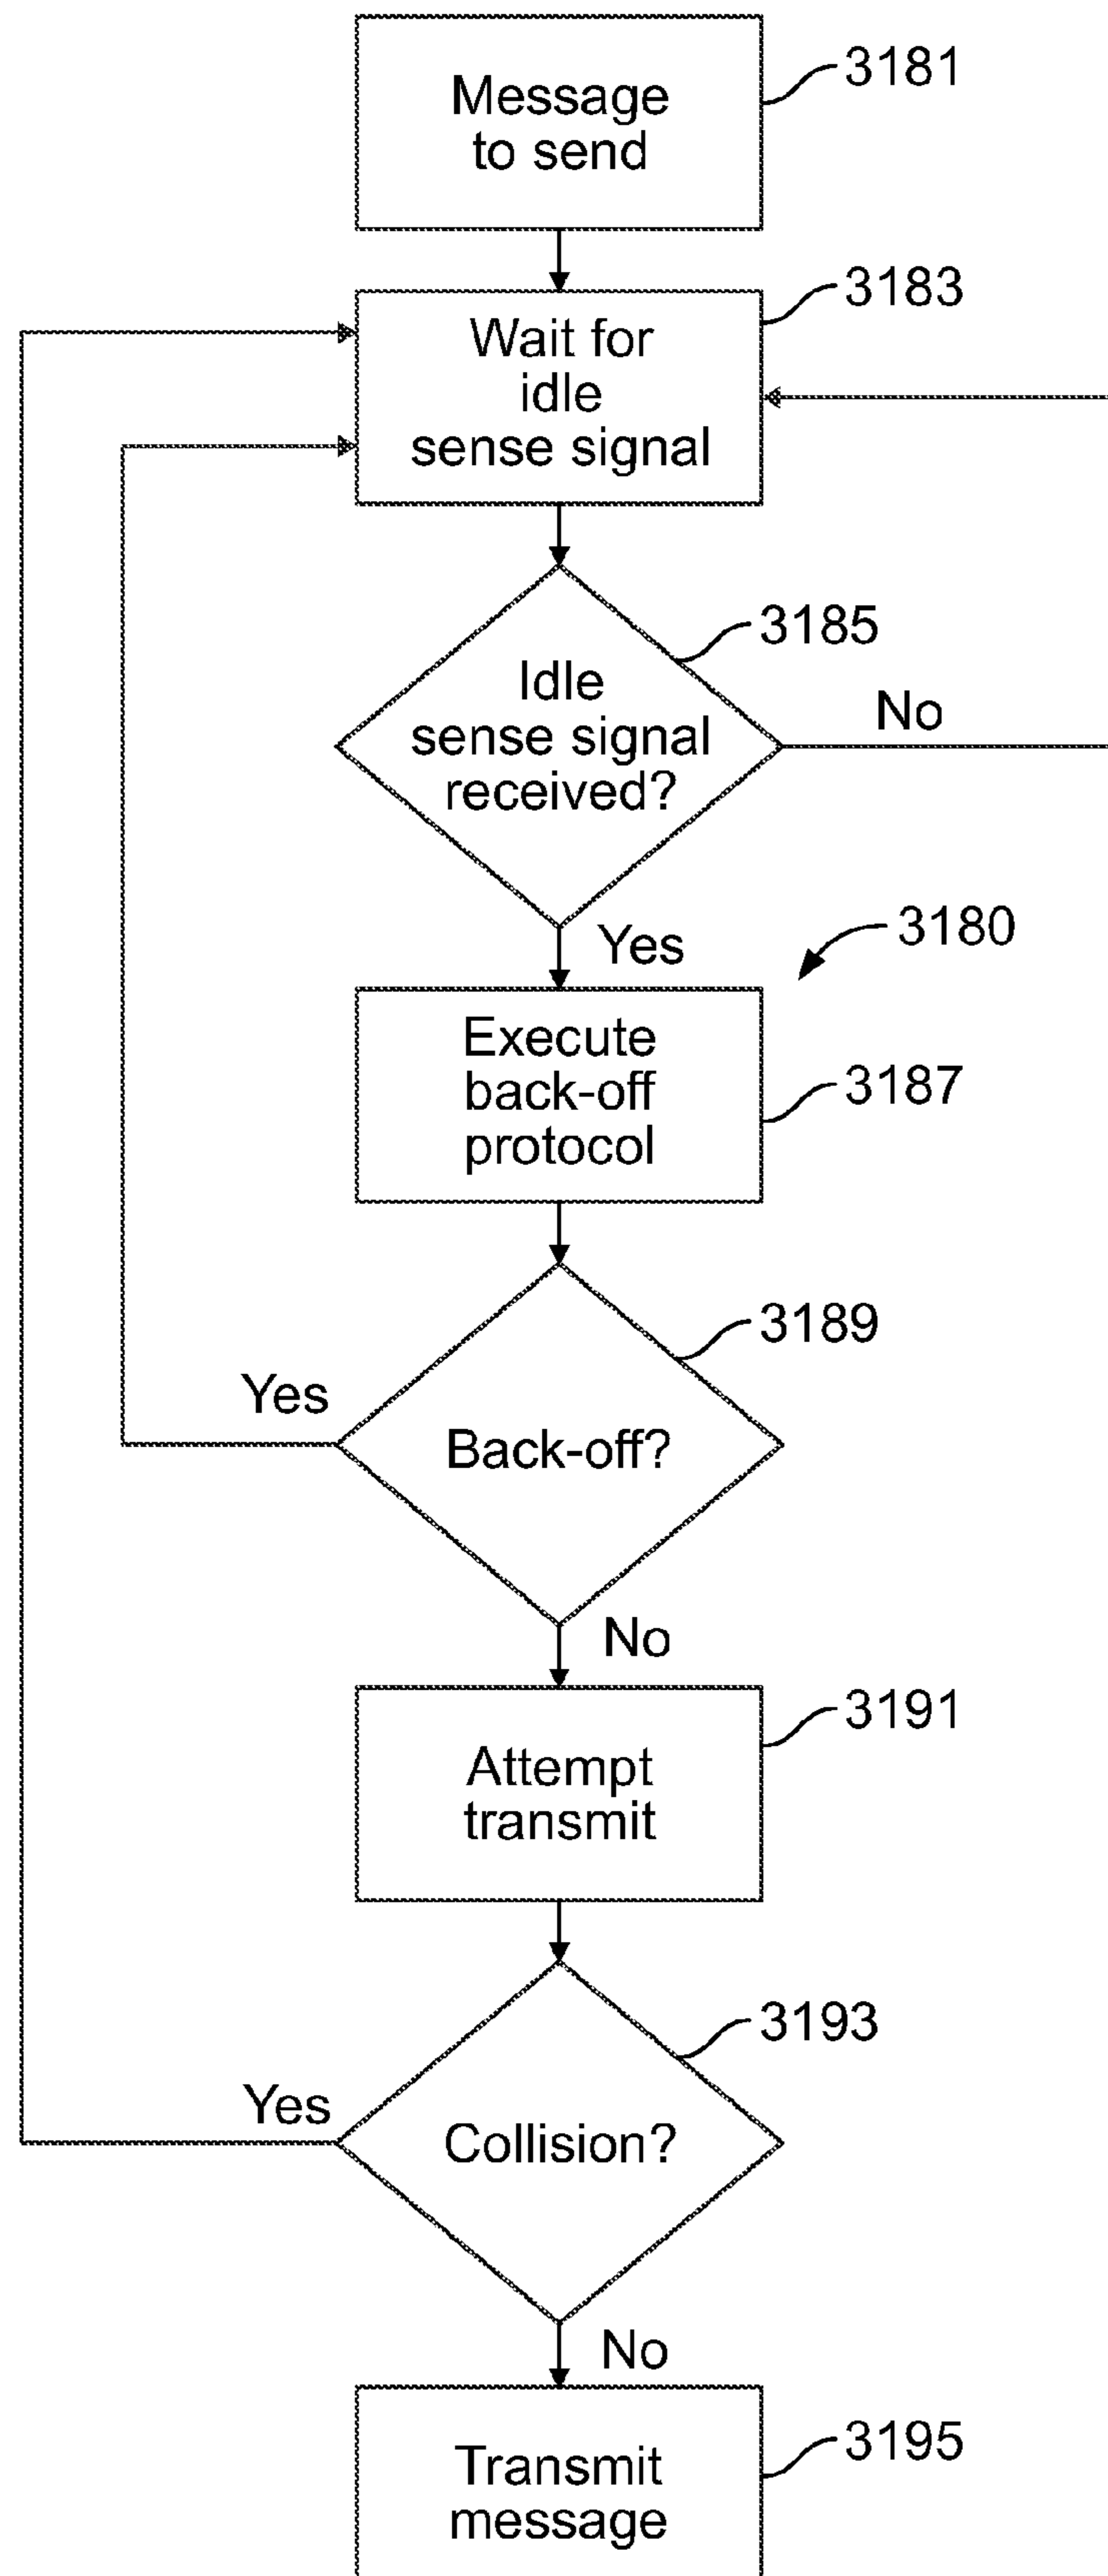 Message
to send
3181
Wait for
idle
sense signal
3183
Idle
sense signal
received?
3185
No
Yes
3180
Execute
back-off
protocol
3187
Back-off?
3189
Yes
No
Attempt
transmit
3191
Collision?
3193
Yes
No
Transmit
message
3195